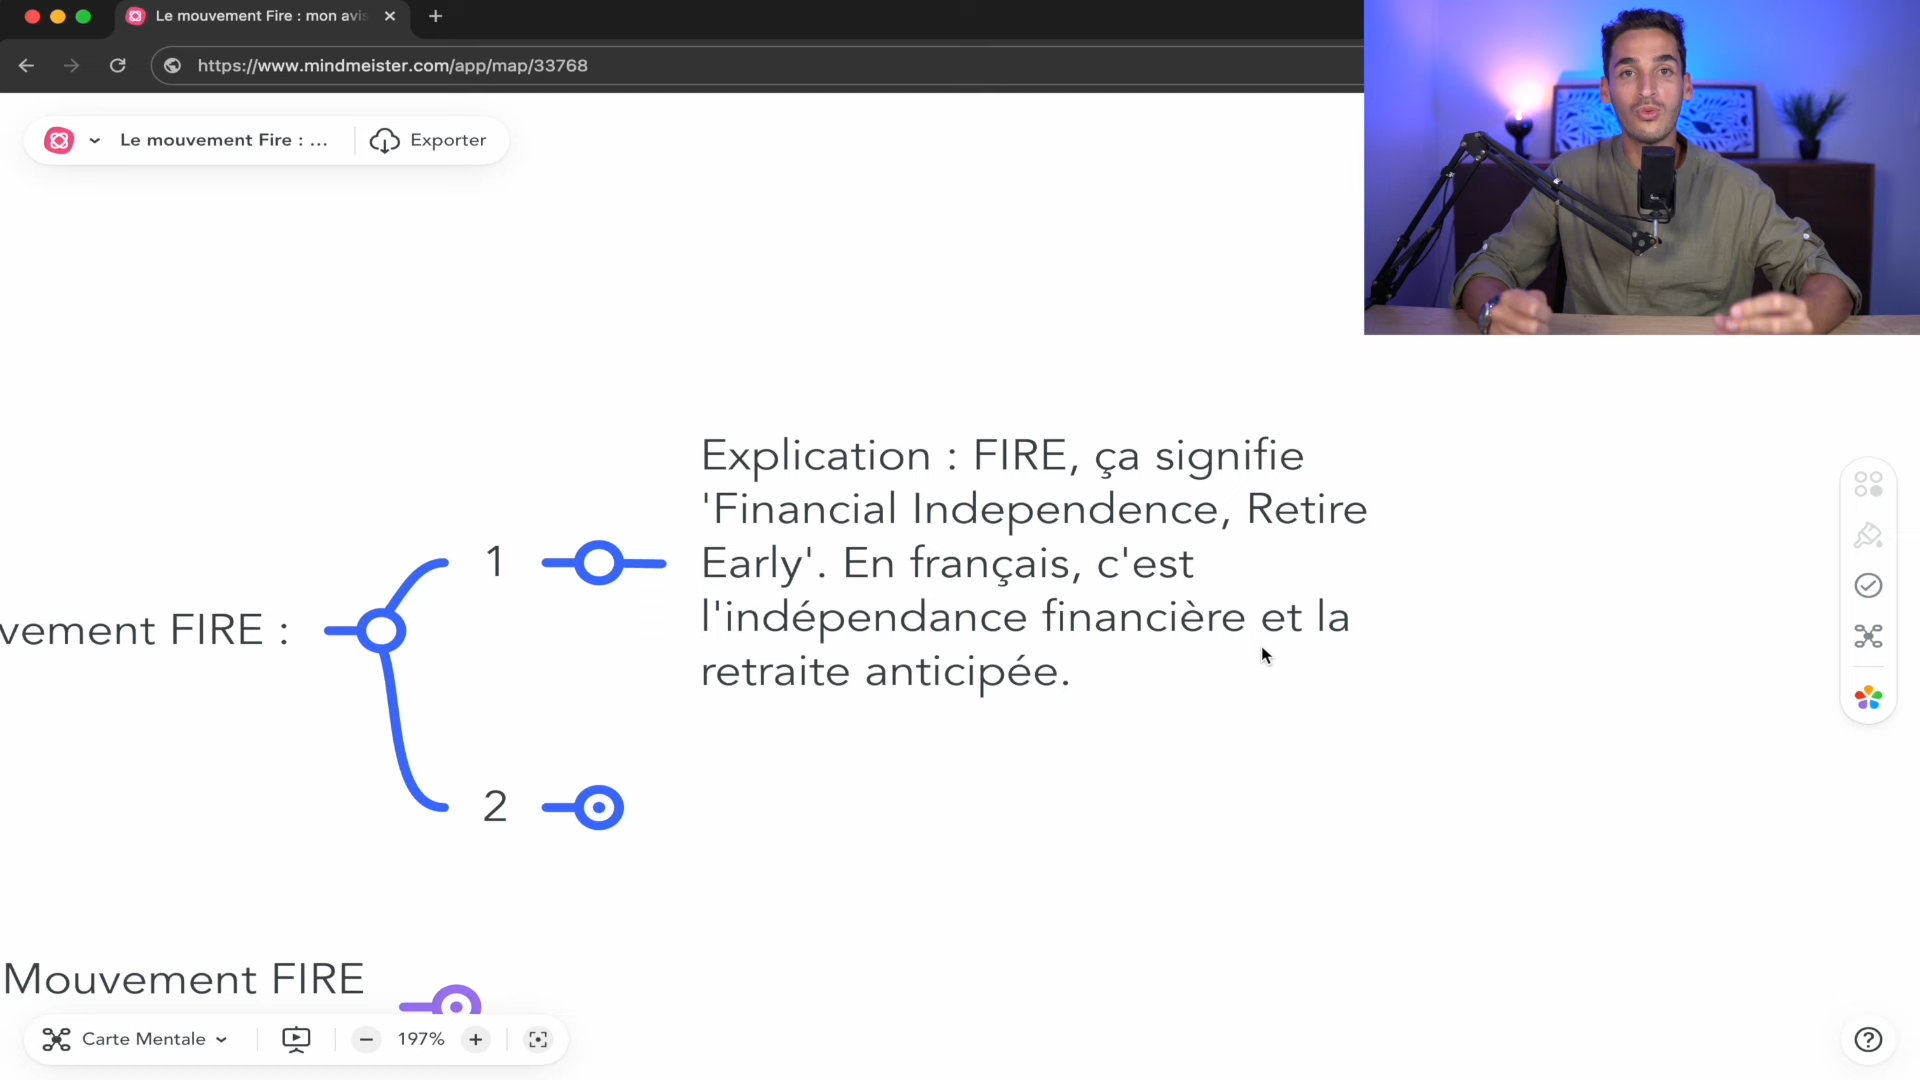 Le mouvement Fire : mon avis
https://www.mindmeister.com/app/map/33768
Le mouvement Fire : ...
Exporter
Explication : FIRE, ça signifie
'Financial Independence, Retire
Early'. En français, c'est
l'indépendance financière et la
retraite anticipée.
1
vement FIRE :
2
Mouvement FIRE
Carte Mentale
197%